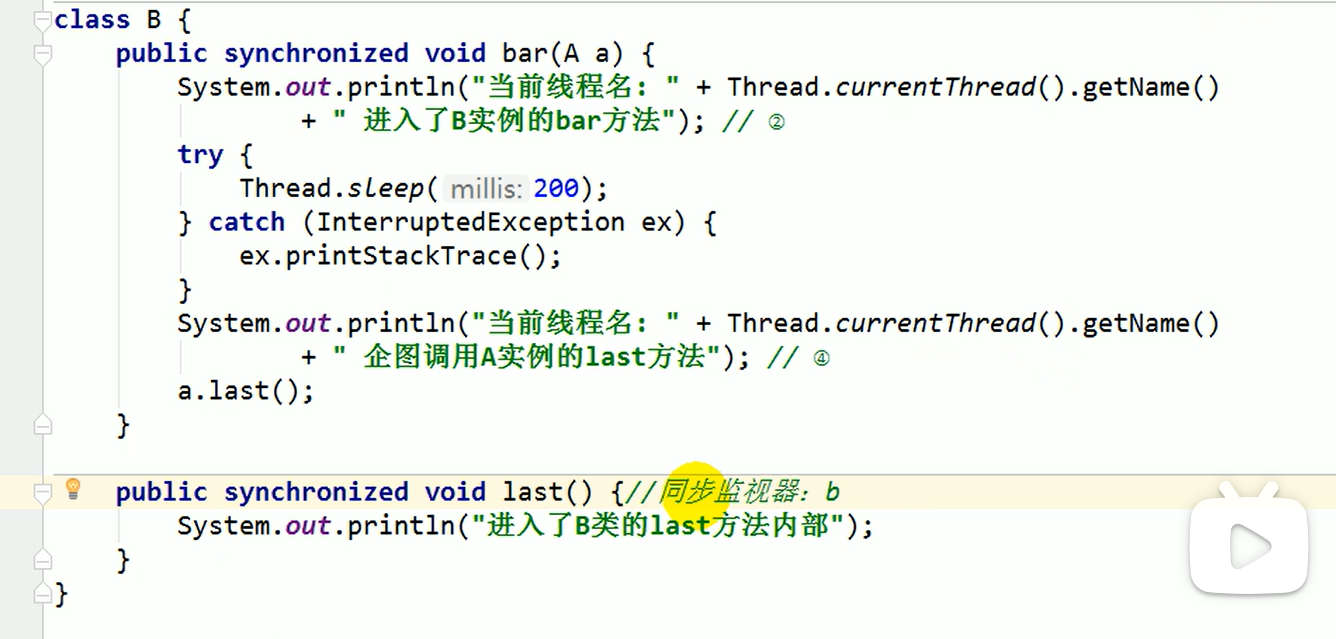 class B {
    public synchronized void bar(A a) {
        System.out.println("当前线程名: " + Thread.currentThread().getName()
                + " 进入了B实例的bar方法"); // ②
        try {
            Thread.sleep( millis: 200);
        } catch (InterruptedException ex) {
            ex.printStackTrace();
        }
        System.out.println("当前线程名: " + Thread.currentThread().getName()
                + " 企图调用A实例的last方法"); // ④
        a.last();
    }
    public synchronized void last() {//同步监视器：b
        System.out.println("进入了B类的last方法内部");
    }
}